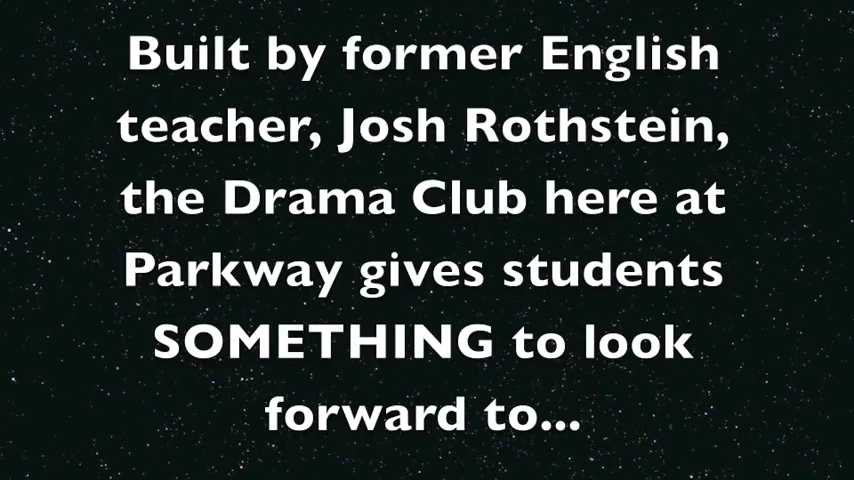 Built by former English
teacher, Josh Rothstein,
the Drama Club here at
Parkway gives students
SOMETHING to look
forward to...